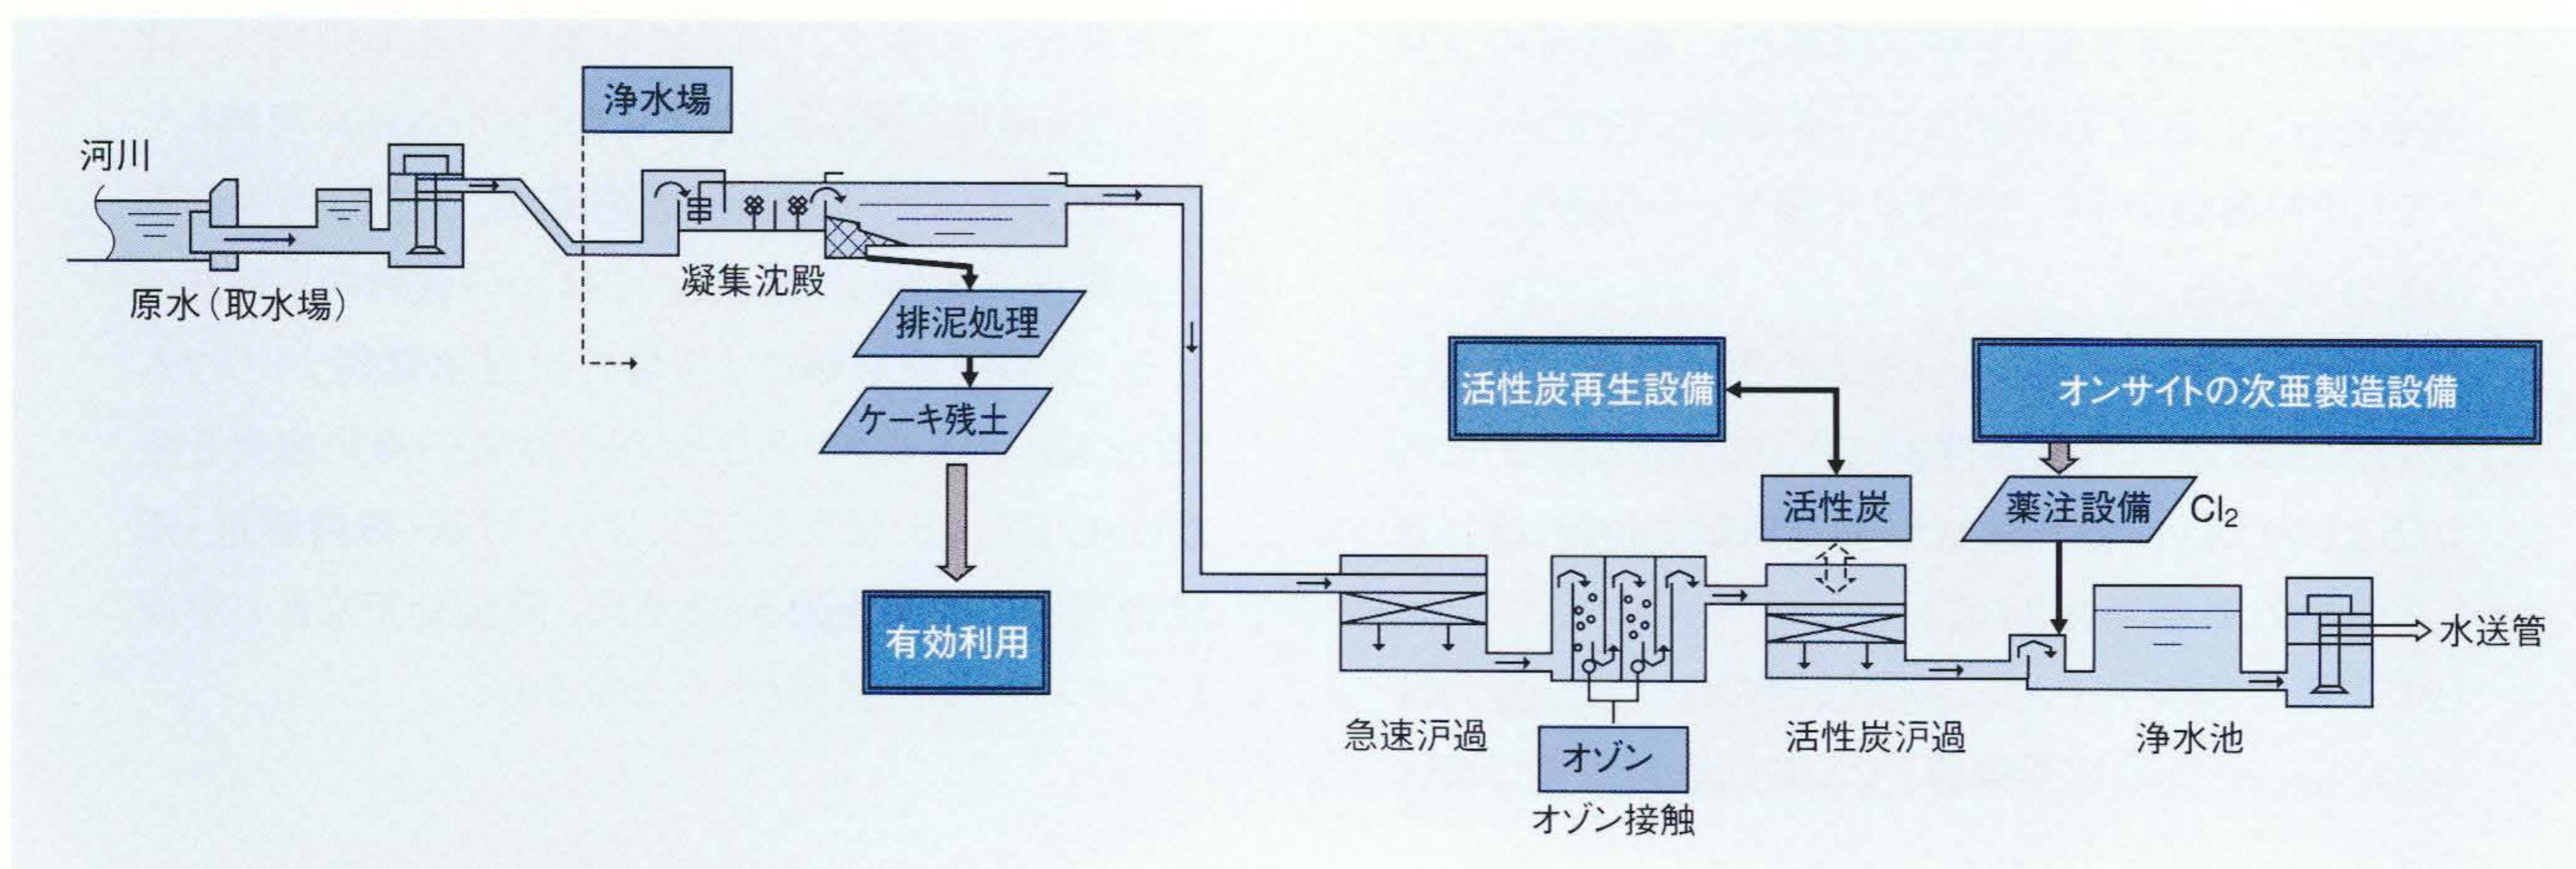 浄水場
河川
原水(取水場)
凝集沈殿
排泥処理
ケーキ残土
有効利用
活性炭再生設備
オンサイトの次亜製造設備
活性炭
薬注設備
Cl₂
水送管
急速沪過
オゾン
オゾン接触
活性炭沪過
浄水池